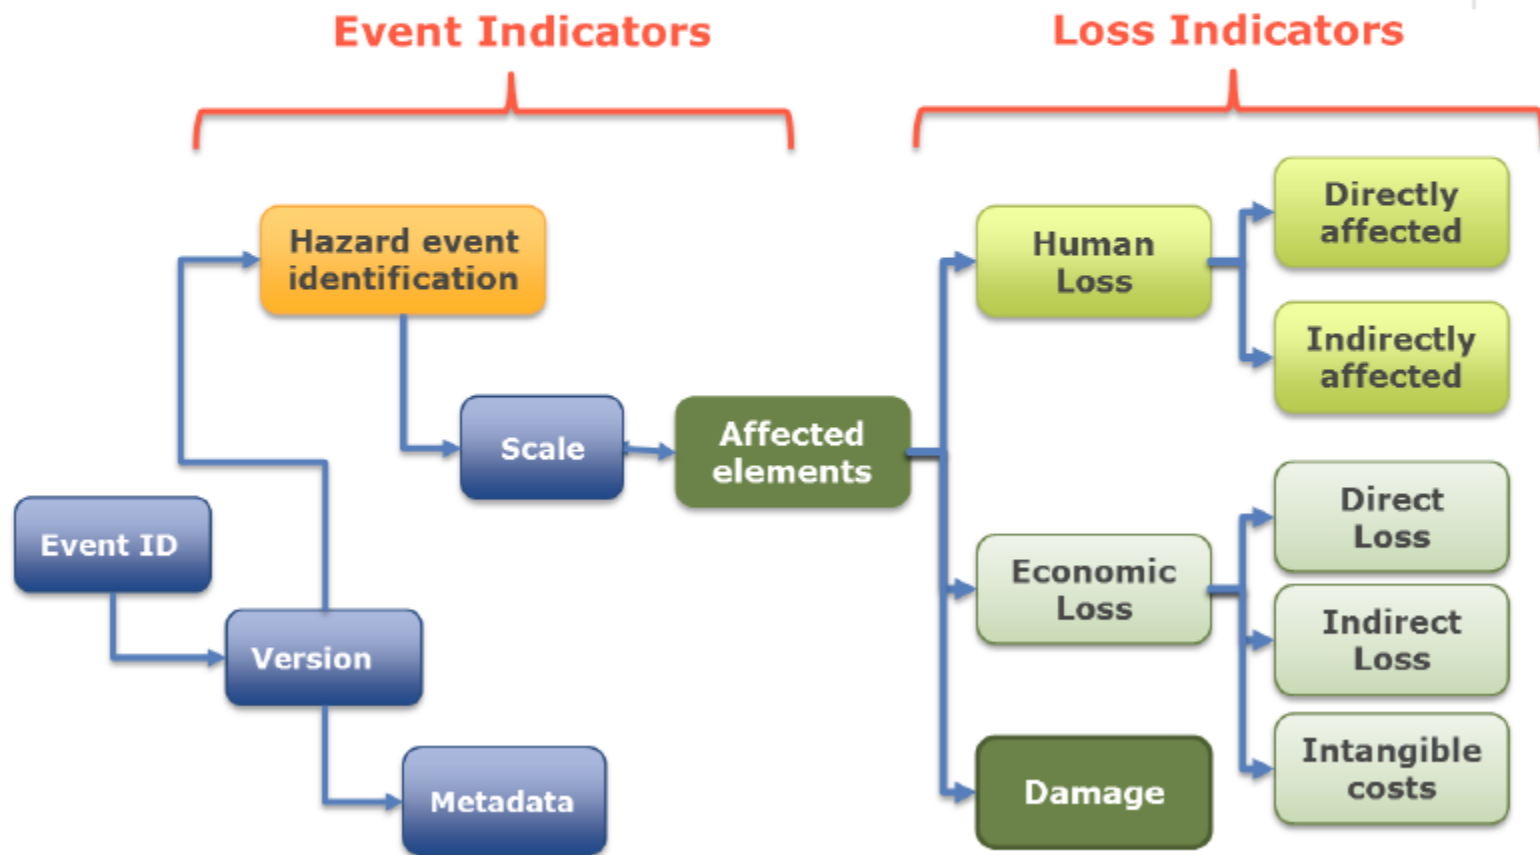 Event Indicators
Loss Indicators
Hazard event
identification
Scale
Affected
elements
Event ID
Version
Metadata
Human
Loss
Directly
affected
Indirectly
affected
Economic
Loss
Direct
Loss
Indirect
Loss
Intangible
costs
Damage